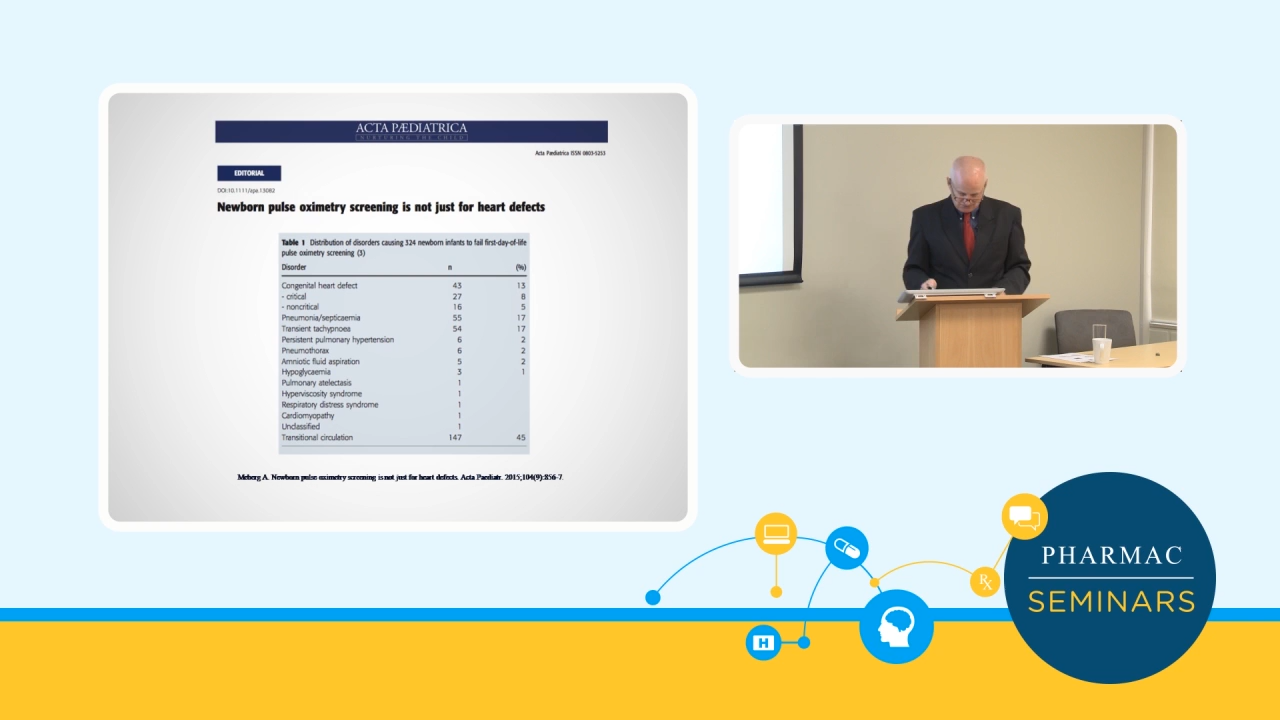 ACTA PÆDIATRICA
NURTURING THE CHILD
Acta Pædiatrica ISSN 0803-5253
EDITORIAL
DOI:10.1111/apa.13082
Newborn pulse oximetry screening is not just for heart defects
Table 1 Distribution of disorders causing 324 newborn infants to fail first-day-of-life
pulse oximetry screening (3)
Disorder n (%)
Congenital heart defect 43 13
- critical 27 8
- noncritical 16 5
Pneumonia/septicaemia 55 17
Transient tachypnoea 54 17
Persistent pulmonary hypertension 6 2
Pneumothorax 6 2
Amniotic fluid aspiration 5 2
Hypoglycaemia 3 1
Pulmonary atelectasis 1
Hyperviscosity syndrome 1
Respiratory distress syndrome 1
Cardiomyopathy 1
Unclassified 1
Transitional circulation 147 45
Meberg A. Newborn pulse oximetry screening is not just for heart defects. Acta Paediatr. 2015;104(9):856-7.
H
Rx
PHARMAC
SEMINARS